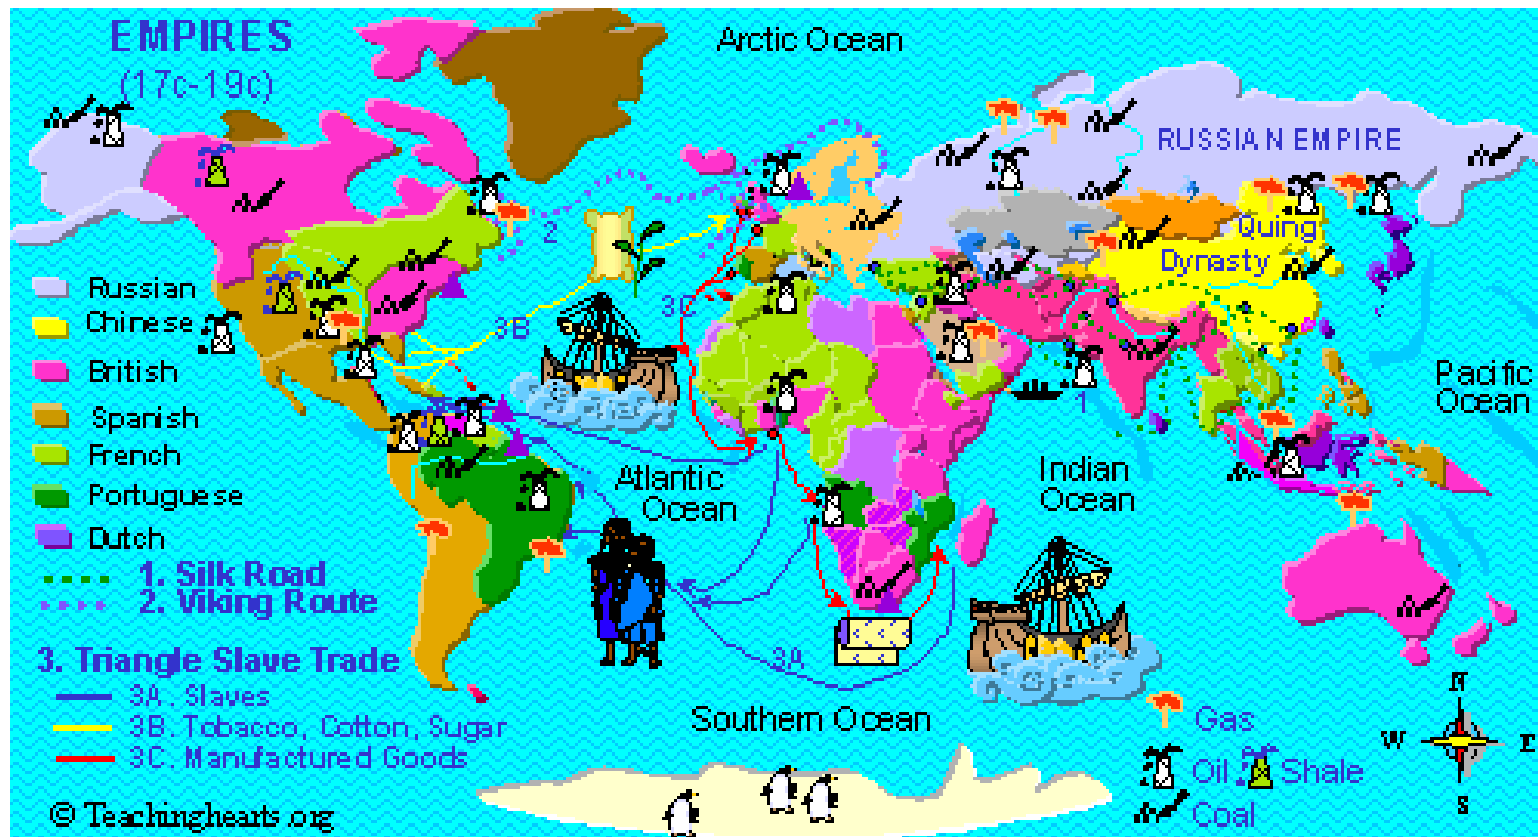 EMPIRES
(17c-19c)
Arctic Ocean
RUSSIAN EMPIRE
Quing
Dynasty
2
3B
3C
1
Russian
Chinese
British
Spanish
French
Portuguese
Dutch
1. Silk Road
2. Viking Route
3. Triangle Slave Trade
3A. Slaves
3B. Tobacco, Cotton, Sugar
3C. Manufactured Goods
Atlantic
Ocean
Indian
Ocean
Pacific
Ocean
3A
Southern Ocean
Gas
Oil
Shale
Coal
N
W
E
S
© Teachinghearts.org